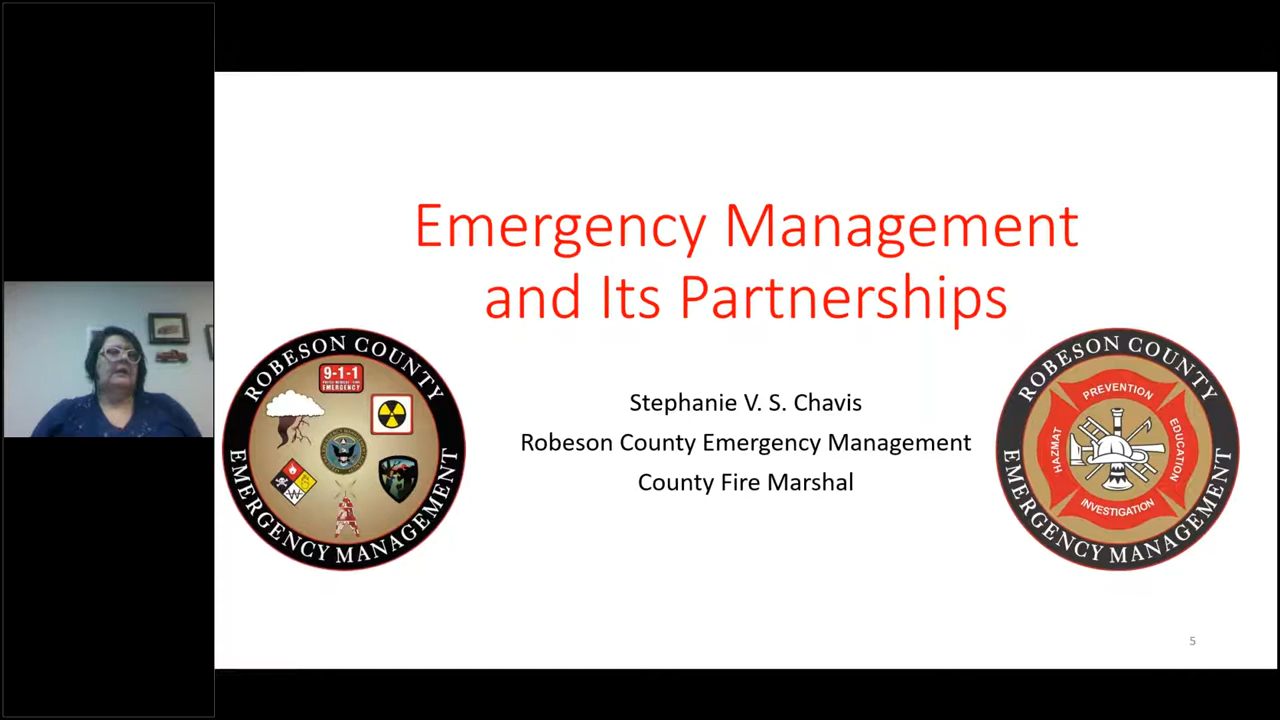 Emergency Management
and Its Partnerships
Stephanie V. S. Chavis
Robeson County Emergency Management
County Fire Marshal
ROBESON COUNTY
9-1-1
EMERGENCY
EMERGENCY MANAGEMENT
ROBESON COUNTY
PREVENTION
HAZMAT
EDUCATION
INVESTIGATION
EMERGENCY MANAGEMENT
5